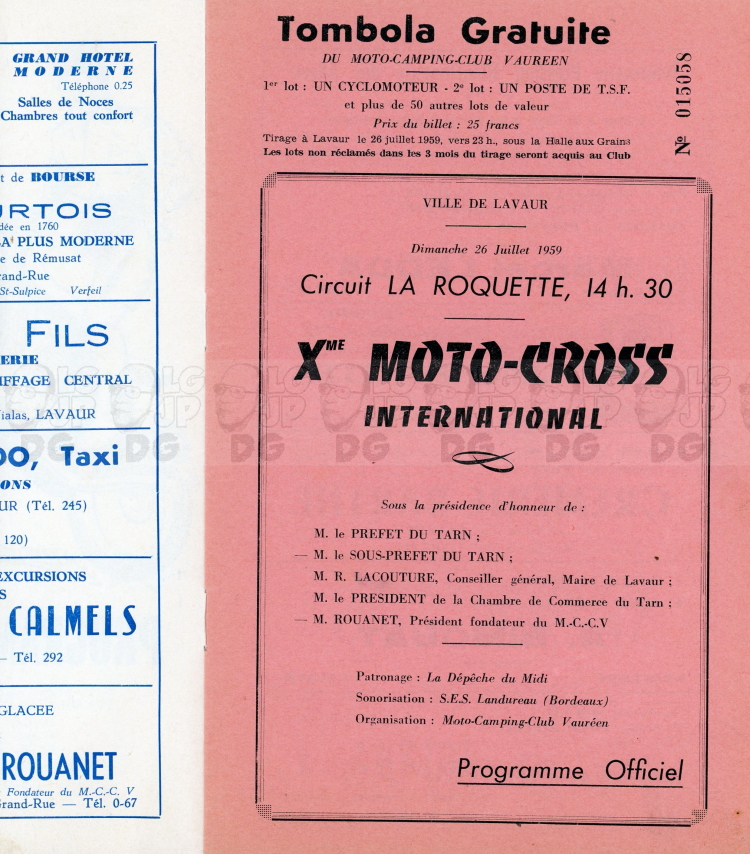 GRAND HOTEL
MODERNE
Téléphone 0.25
Salles de Noces
Chambres tout confort
t de BOURSE
URTOIS
dée en 1760
A PLUS MODERNE
e de Rémusat
rand-Rue
St-Sulpice Verfeil
FILS
ERIE
UFFAGE CENTRAL
ialas, LAVAUR
DO, Taxi
ONS
UR (Tél. 245)
120)
EXCURSIONS
S
CALMELS
— Tél. 292
GLACEE
ROUANET
Fondateur du M.-C.-C. V
Grand-Rue — Tél. 0-67
Tombola Gratuite
DU MOTO-CAMPING-CLUB VAUREEN
1er lot : UN CYCLOMOTEUR - 2e lot : UN POSTE DE T.S.F.
et plus de 50 autres lots de valeur
Prix du billet : 25 francs
Tirage à Lavaur le 26 juillet 1959, vers 23 h., sous la Halle aux Grains
Les lots non réclamés dans les 3 mois du tirage seront acquis au Club
No 015058
VILLE DE LAVAUR
Dimanche 26 Juillet 1959
Circuit LA ROQUETTE, 14 h. 30
XME MOTO-CROSS
INTERNATIONAL
Sous la présidence d'honneur de :
M. le PREFET DU TARN ;
— M. le SOUS-PREFET DU TARN ;
M. R. LACOUTURE, Conseiller général, Maire de Lavaur ;
M. le PRESIDENT de la Chambre de Commerce du Tarn ;
— M. ROUANET, Président fondateur du M.-C.-C.V
Patronage : La Dépêche du Midi
Sonorisation : S.E.S. Landureau (Bordeaux)
Organisation : Moto-Camping-Club Vauréen
Programme Officiel